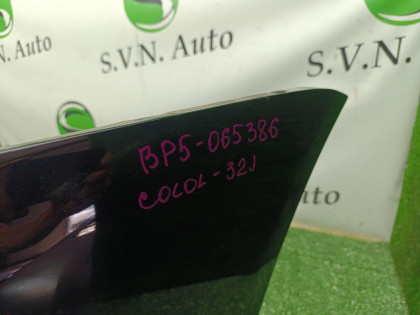 S.V.N. Auto
S.V.N. Auto
S.V.N.
BP5-065386
COLOL-32J